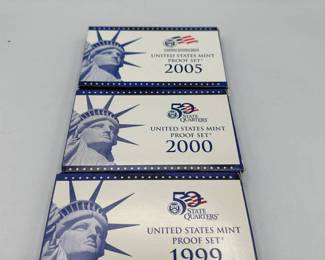 UNITED STATES MINT
PROOF SET
2005
50
STATE
QUARTERS
UNITED STATES MINT
PROOF SET
2000
50
STATE
QUARTERS
UNITED STATES MINT
PROOF SET
1999